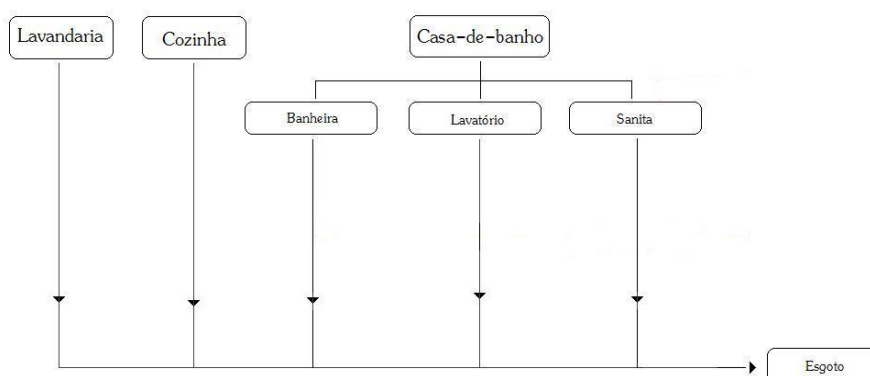 Lavandaria
Cozinha
Casa-de-banho
Banheira
Lavatório
Sanita
Esgoto